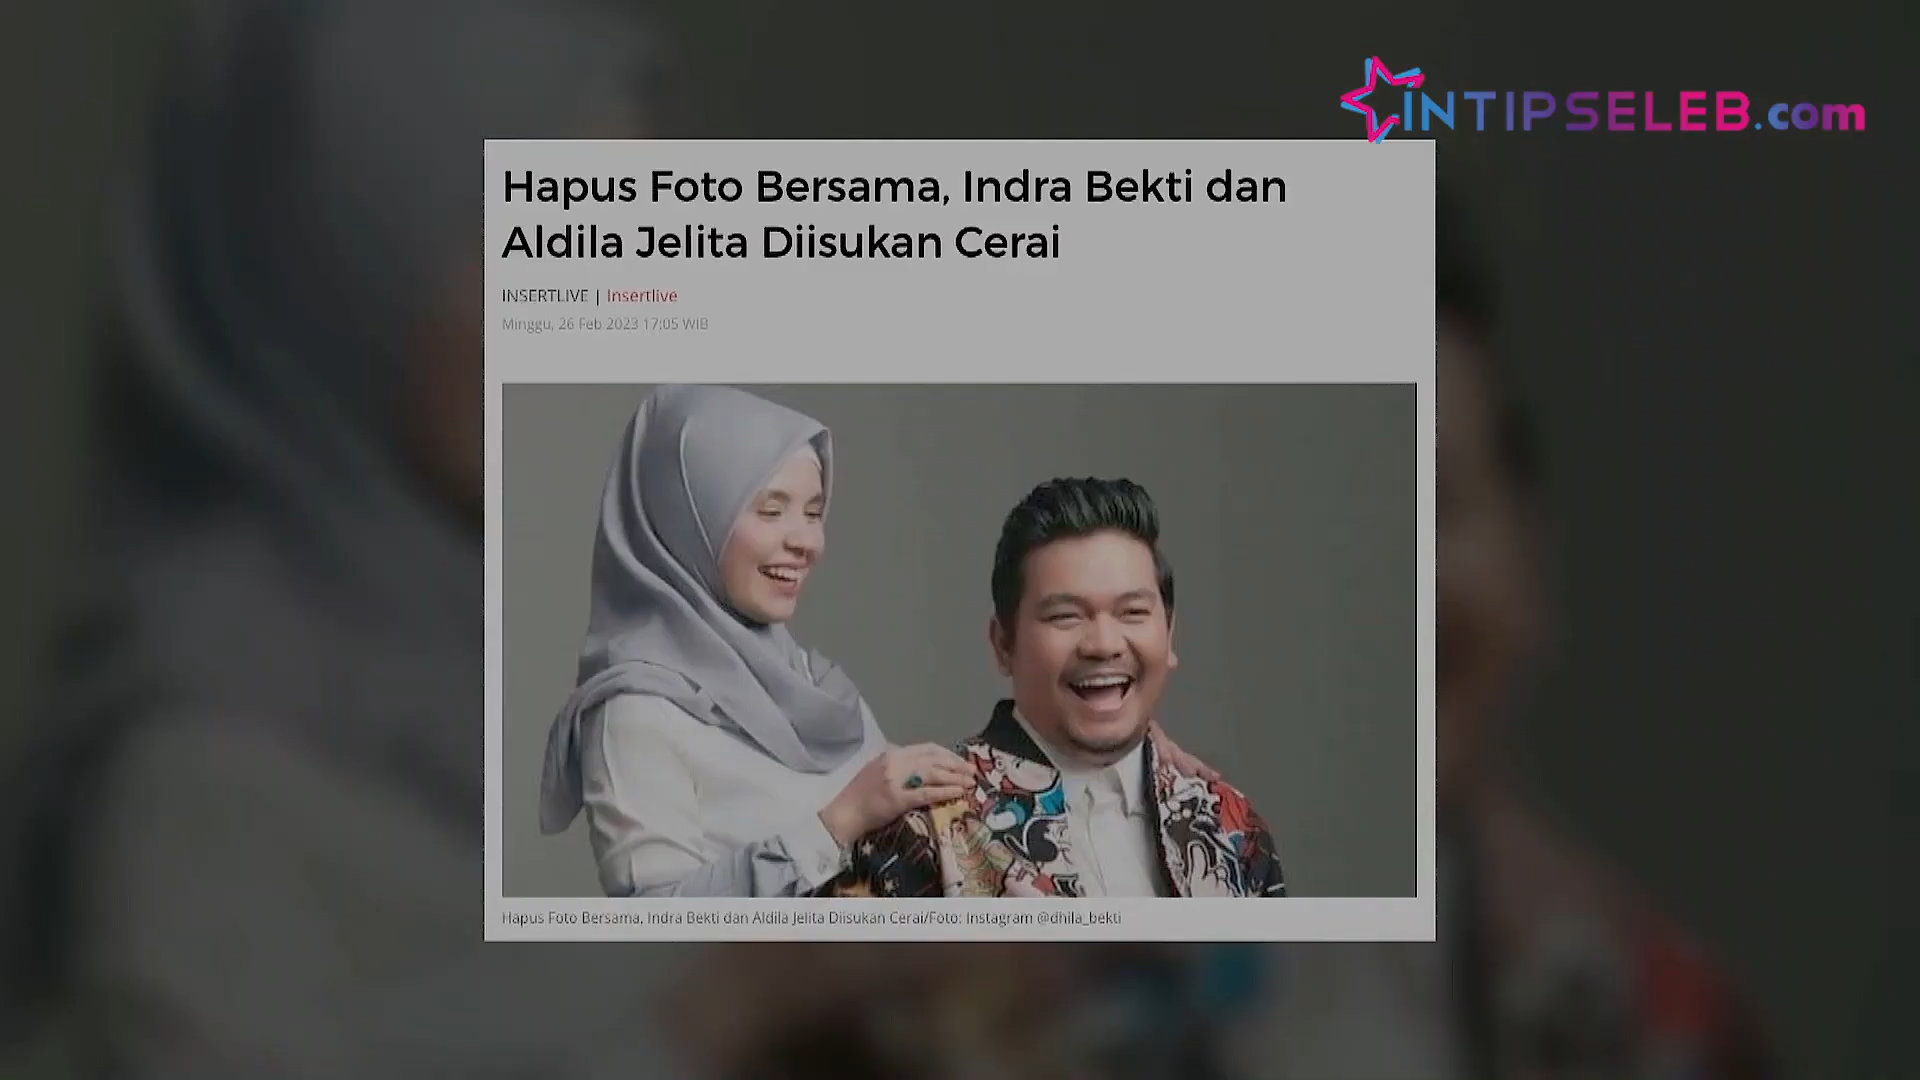 INTIPSELEB.com
Hapus Foto Bersama, Indra Bekti dan
Aldila Jelita Diisukan Cerai
INSERTLIVE | Insertlive
Minggu, 26 Feb 2023 17:05 WIB
Hapus Foto Bersama, Indra Bekti dan Aldila Jelita Diisukan Cerai/Foto: Instagram @dhila_bekti